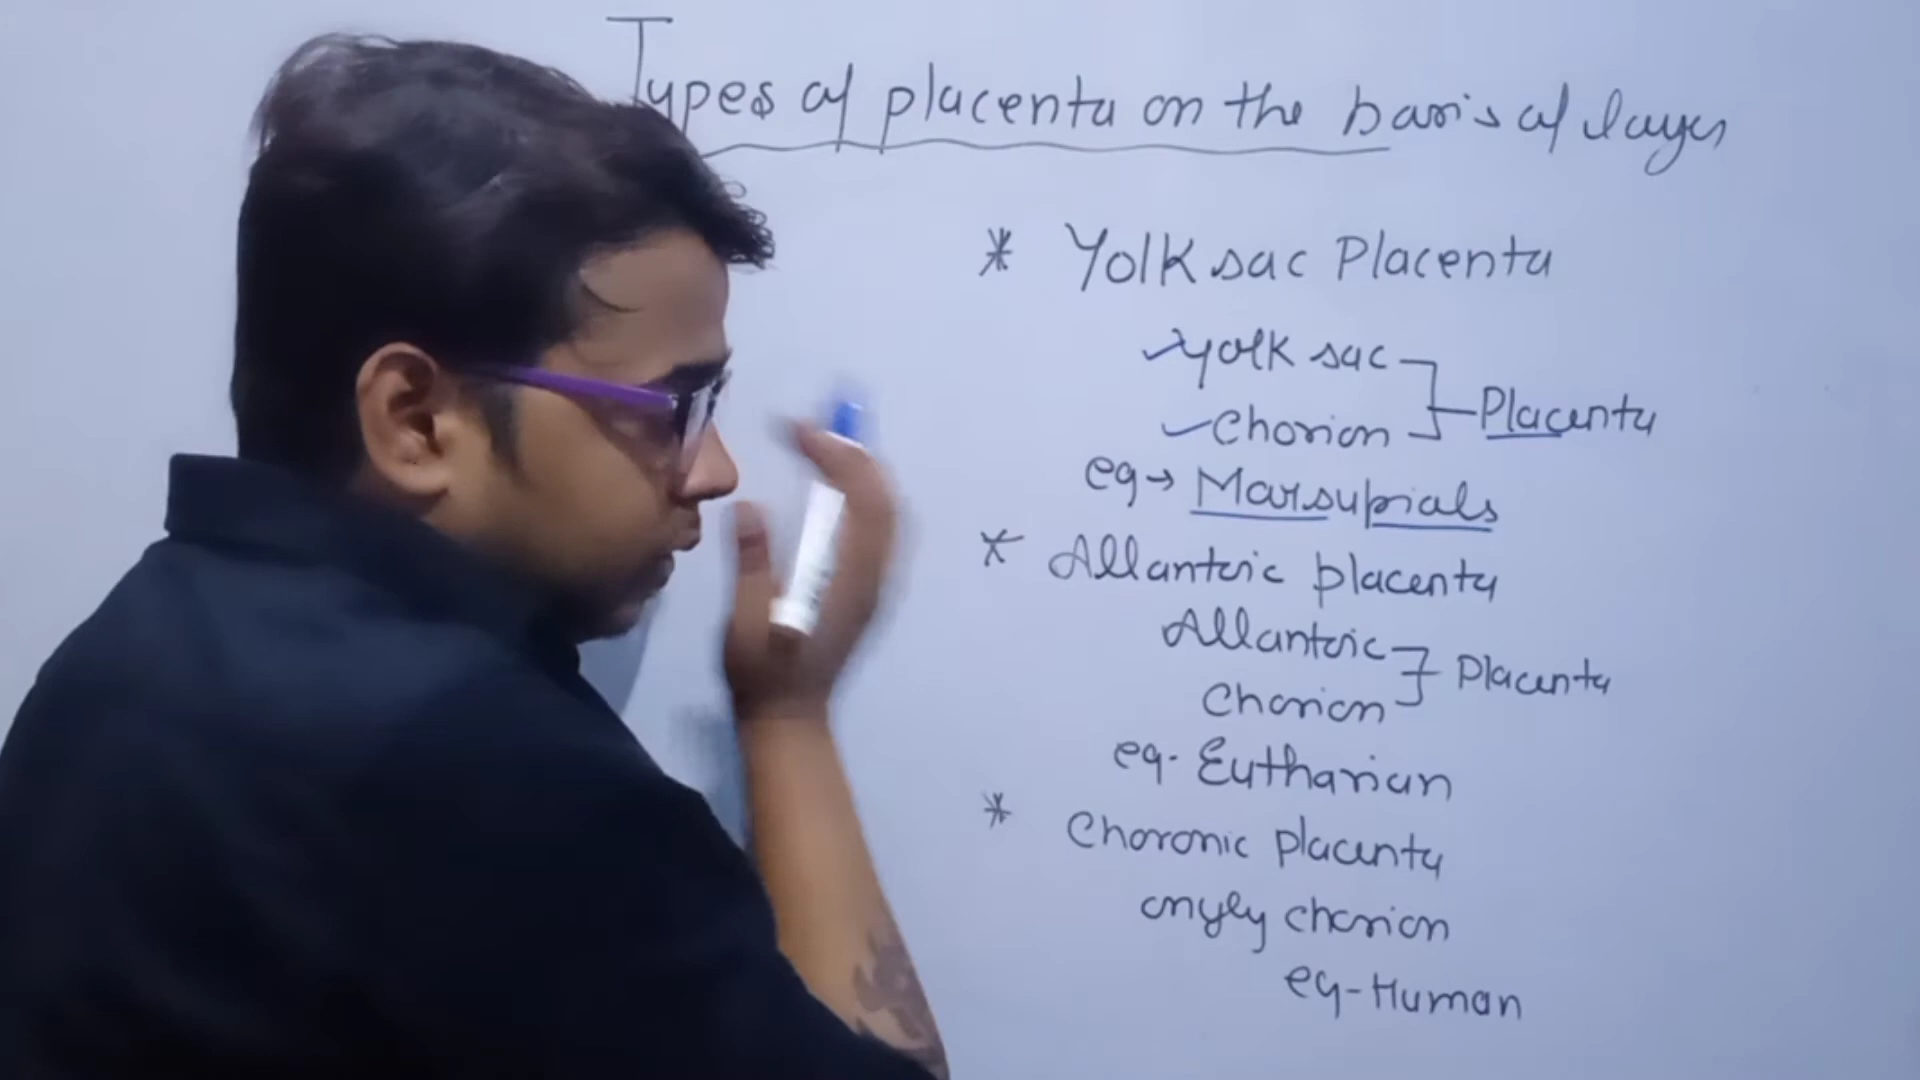 Types of placenta on the basis of layer
* Yolk sac Placenta
yolk sac
Chorion
Placenta
eg → Marsupials
* Allantoic placenta
Allantoic
Chorion
Placenta
eg - Eutharian
* Choronic placenta
onyly chorion
eg - Human